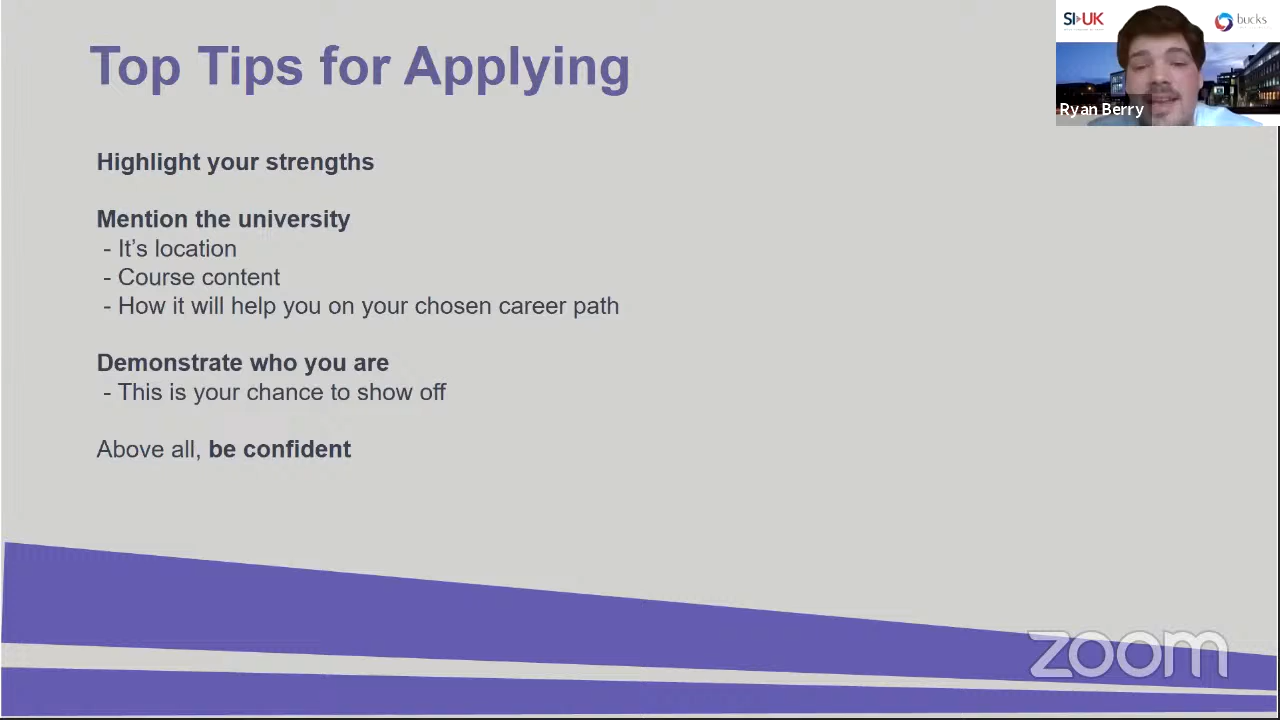 Top Tips for Applying
Highlight your strengths
Mention the university
- It’s location
- Course content
- How it will help you on your chosen career path
Demonstrate who you are
- This is your chance to show off
Above all, be confident
SI-UK
bucks
Ryan Berry
zoom